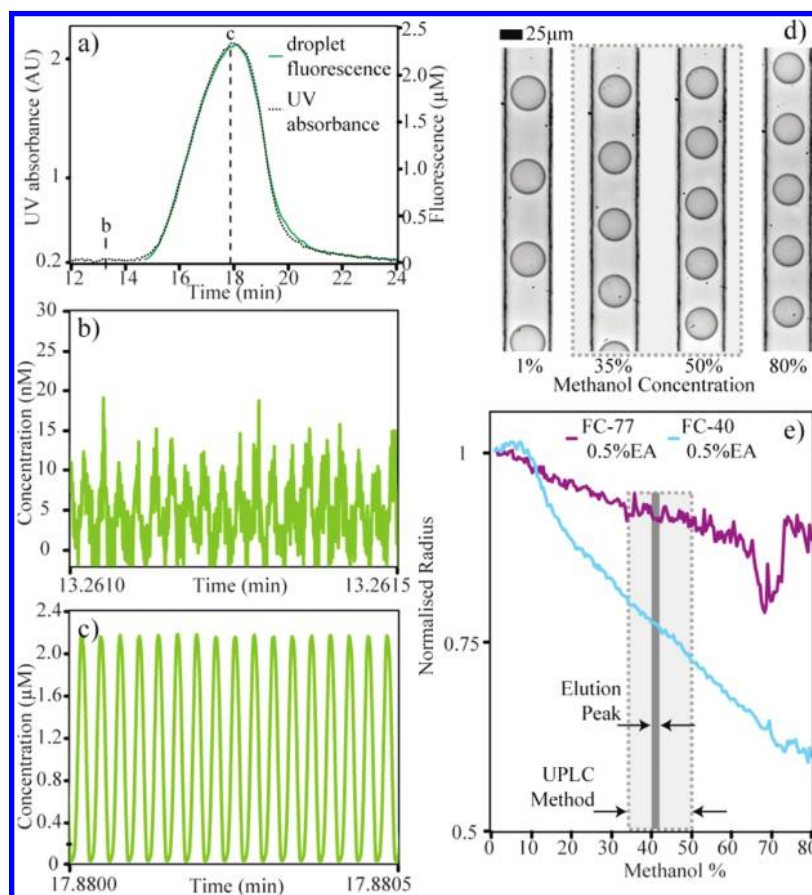 a)
c
droplet
fluorescence
UV
absorbance
b
UV absorbance (AU)
2
1
0.2
Fluorescence (µM)
2.5
2.0
1.5
1.0
0.5
0
12 14 16 18 20 22 24
Time (min)
b)
Concentration (nM)
30
25
20
15
10
5
0
13.2610 Time (min) 13.2615
c)
Concentration (µM)
2.4
2.0
1.6
1.2
0.8
0.4
0
17.8800 Time (min) 17.8805
25µm
d)
1% 35% 50% 80%
Methanol Concentration
e)
FC-77 FC-40
0.5%EA 0.5%EA
Normalised Radius
1
0.75
0.5
Elution
Peak
UPLC
Method
0 10 20 30 40 50 60 70 80
Methanol %